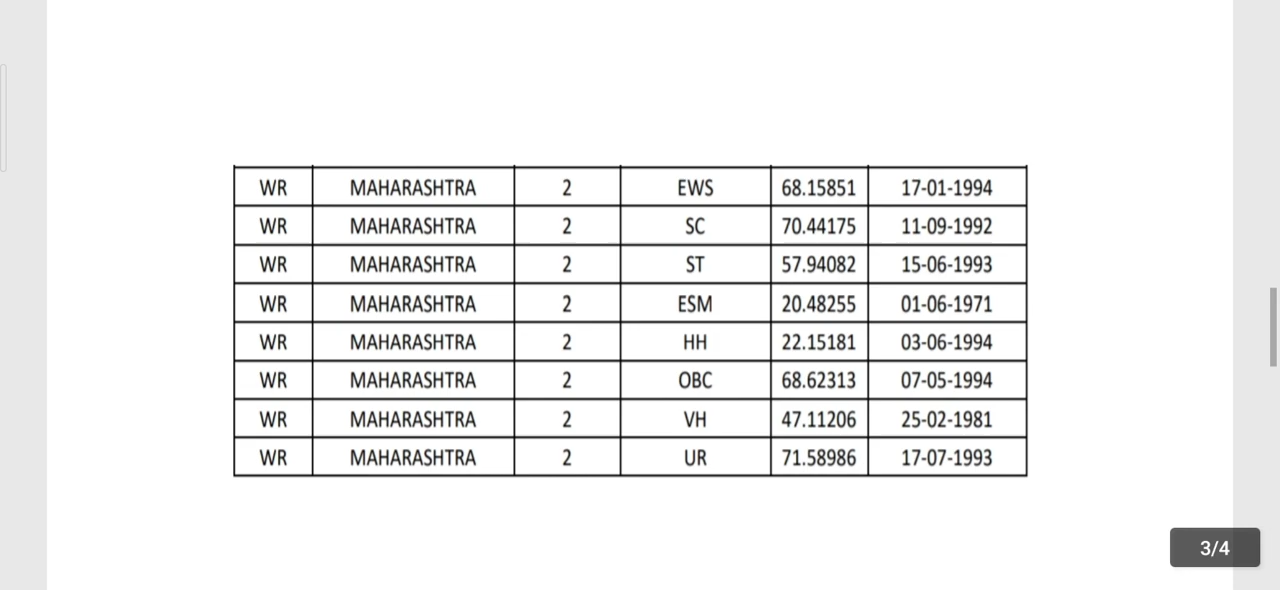 WR MAHARASHTRA 2 EWS 68.15851 17-01-1994
WR MAHARASHTRA 2 SC 70.44175 11-09-1992
WR MAHARASHTRA 2 ST 57.94082 15-06-1993
WR MAHARASHTRA 2 ESM 20.48255 01-06-1971
WR MAHARASHTRA 2 HH 22.15181 03-06-1994
WR MAHARASHTRA 2 OBC 68.62313 07-05-1994
WR MAHARASHTRA 2 VH 47.11206 25-02-1981
WR MAHARASHTRA 2 UR 71.58986 17-07-1993
3/4